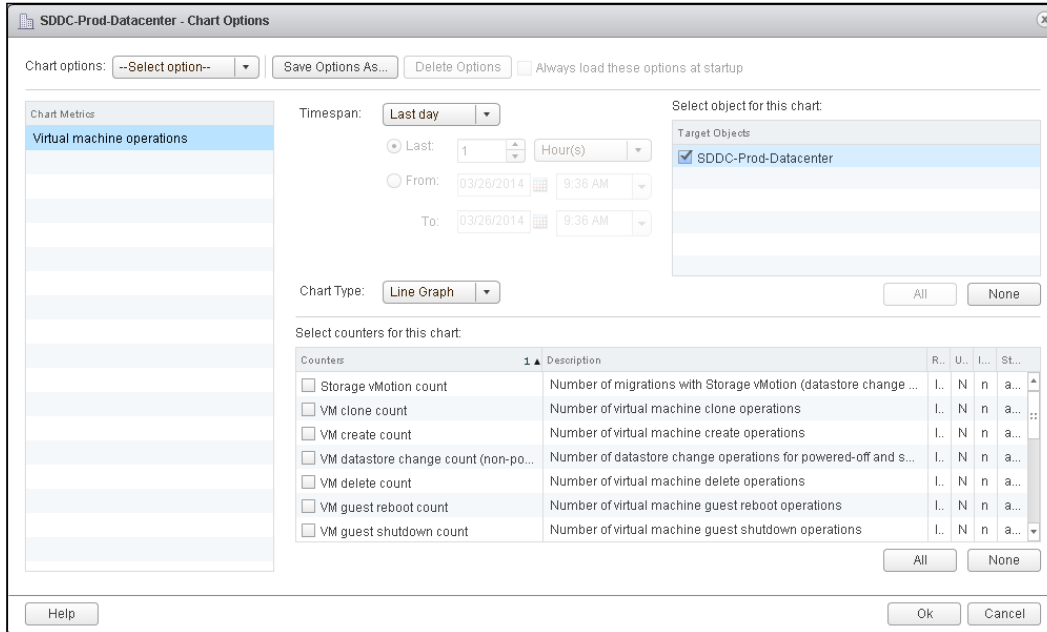 SDDC-Prod-Datacenter - Chart Options
Chart options: --Select option-- Save Options As... Delete Options Always load these options at startup
Chart Metrics
Virtual machine operations
Timespan: Last day
Last: 1 Hour(s)
From: 03/26/2014 9:36 AM
To: 03/26/2014 9:36 AM
Select object for this chart:
Target Objects
SDDC-Prod-Datacenter
Chart Type: Line Graph
All None
Select counters for this chart:
Counters 1 Description R.. U.. I... St...
Storage vMotion count Number of migrations with Storage vMotion (datastore change ... I.. N n a...
VM clone count Number of virtual machine clone operations I.. N n a...
VM create count Number of virtual machine create operations I.. N n a...
VM datastore change count (non-po... Number of datastore change operations for powered-off and s... I.. N n a...
VM delete count Number of virtual machine delete operations I.. N n a...
VM guest reboot count Number of virtual machine guest reboot operations I.. N n a...
VM guest shutdown count Number of virtual machine guest shutdown operations I.. N n a...
All None
Help Ok Cancel